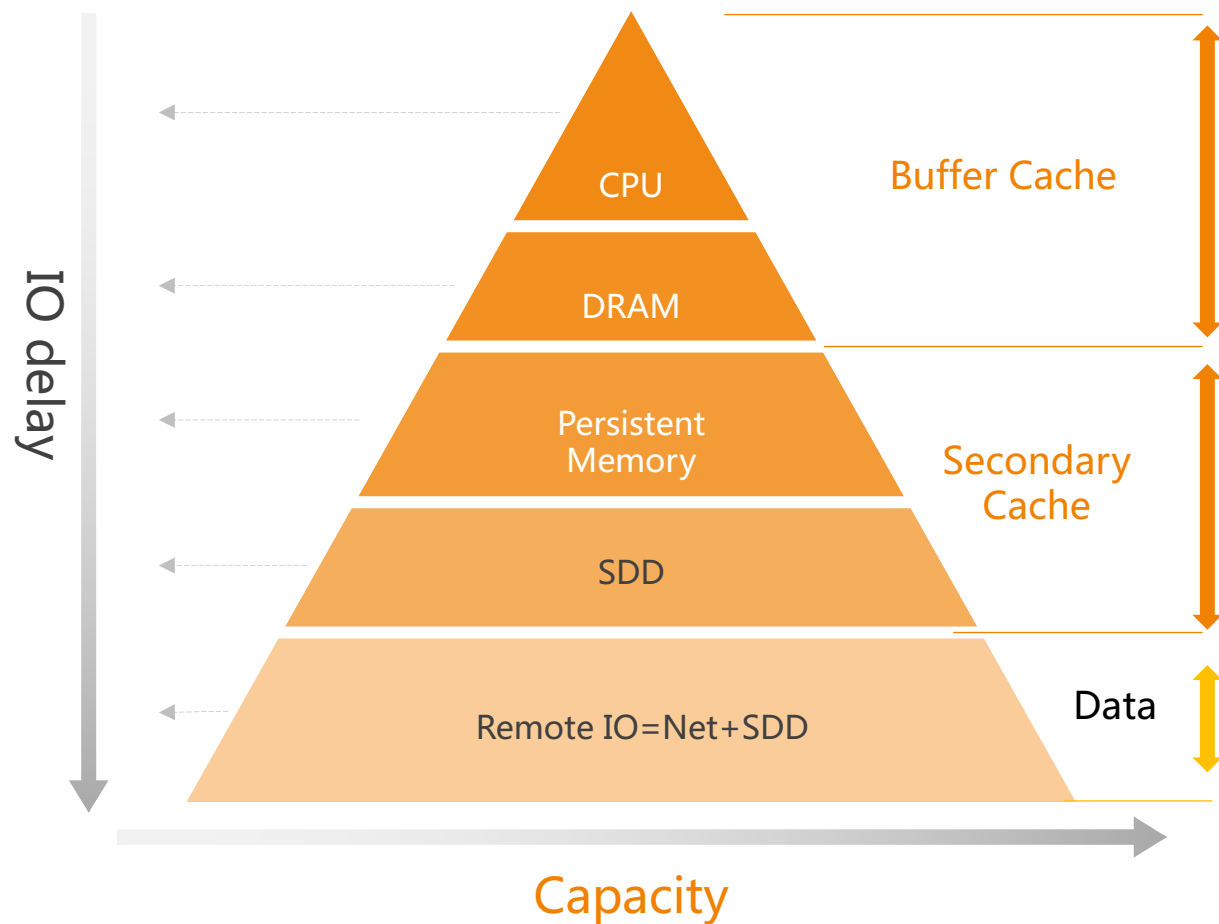 CPU
Buffer Cache
DRAM
IO delay
Persistent
Memory
Secondary
Cache
SDD
Data
Remote IO=Net+SDD
Capacity